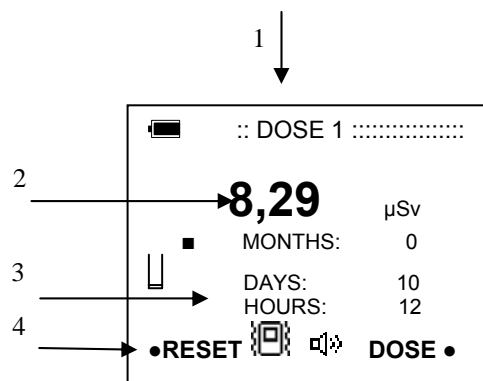 1
:: DOSE 1 :::::::::::::::::
2
8,29 µSv
MONTHS: 0
3
DAYS: 10
HOURS: 12
4
●RESET DOSE ●